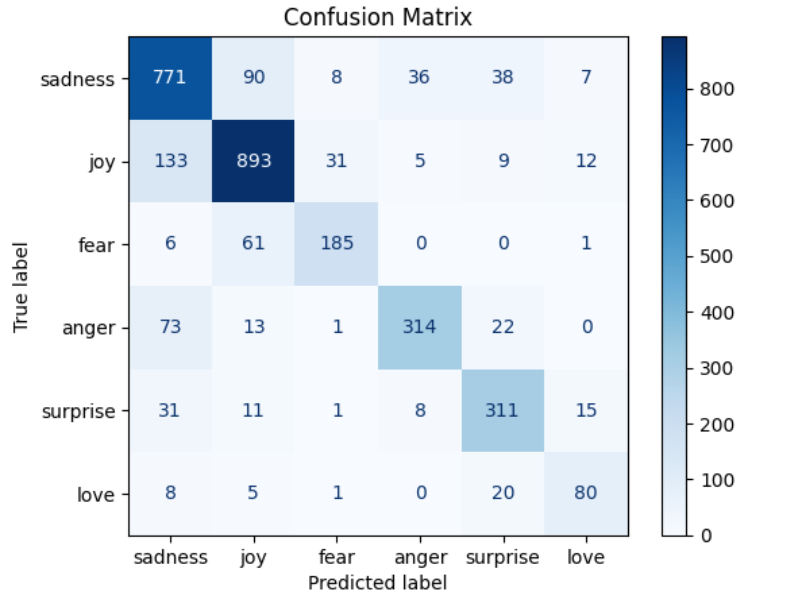 Confusion Matrix
sadness 771 90 8 36 38 7
joy 133 893 31 5 9 12
fear 6 61 185 0 0 1
anger 73 13 1 314 22 0
surprise 31 11 1 8 311 15
love 8 5 1 0 20 80
sadness joy fear anger surprise love
Predicted label
True label
800
700
600
500
400
300
200
100
0